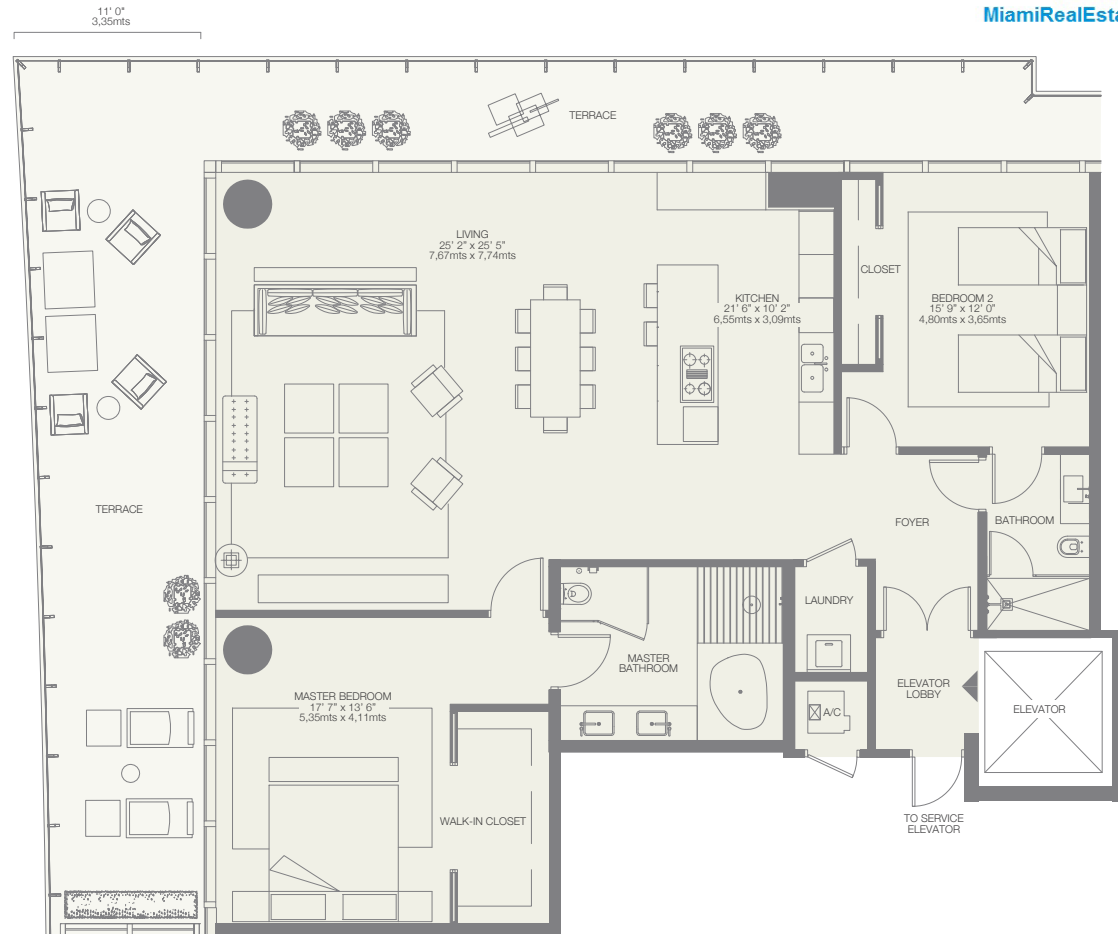 11' 0"
3,35mts
MiamiRealEsta
TERRACE
LIVING
25' 2" x 25' 5"
7,67mts x 7,74mts
CLOSET
KITCHEN
21' 6" x 10' 2"
6,55mts x 3,09mts
BEDROOM 2
15' 9" x 12' 0"
4,80mts x 3,65mts
TERRACE
FOYER
BATHROOM
LAUNDRY
MASTER
BATHROOM
ELEVATOR
LOBBY
MASTER BEDROOM
17' 7" x 13' 6"
5,35mts x 4,11mts
A/C
ELEVATOR
WALK-IN CLOSET
TO SERVICE
ELEVATOR